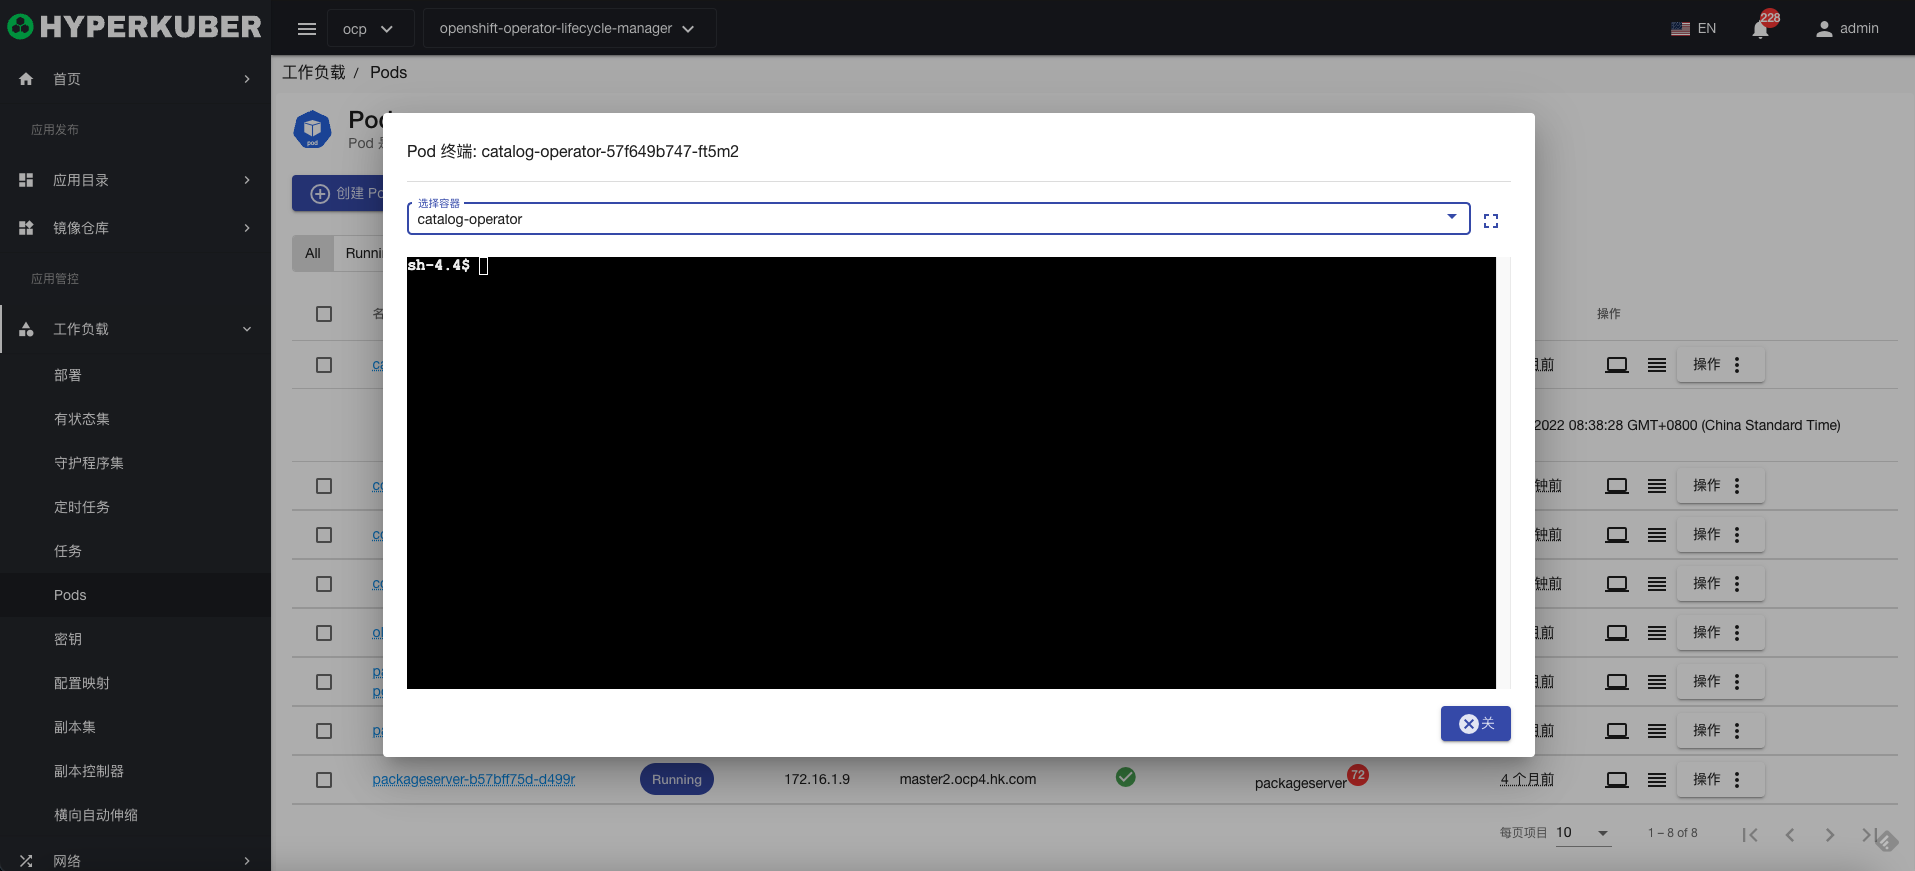 HYPERKUBER
ocp
openshift-operator-lifecycle-manager
EN
228
admin
首页
应用发布
应用目录
镜像仓库
应用管控
工作负载
部署
有状态集
守护程序集
定时任务
任务
Pods
密钥
配置映射
副本集
副本控制器
横向自动伸缩
网络
工作负载 / Pods
pod
Pod
创建
All
操作
操作
2022 08:38:28 GMT+0800 (China Standard Time)
钟前 操作
钟前 操作
钟前 操作
操作
操作
操作
packageserver-b57bff75d-d499r Running 172.16.1.9 master2.ocp4.hk.com packageserver 72 4 个月前 操作
每页项目 10 1 – 8 of 8
Pod 终端: catalog-operator-57f649b747-ft5m2
选择容器
catalog-operator
sh-4.4$
关